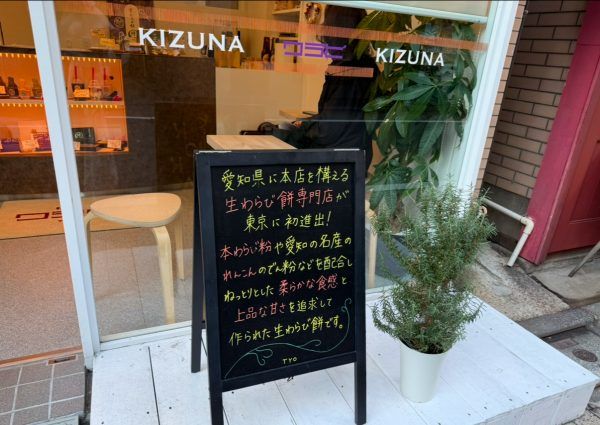 KIZUNA
KIZUNA
愛知県に本店を構える
生わらび餅専門店が
東京に初進出!
本わらび粉や愛知の名産の
れんこんのでん粉などを配合し
ねっとりとした柔らかな食感と
上品な甘さを追求して
作られた生わらび餅です。
TYO